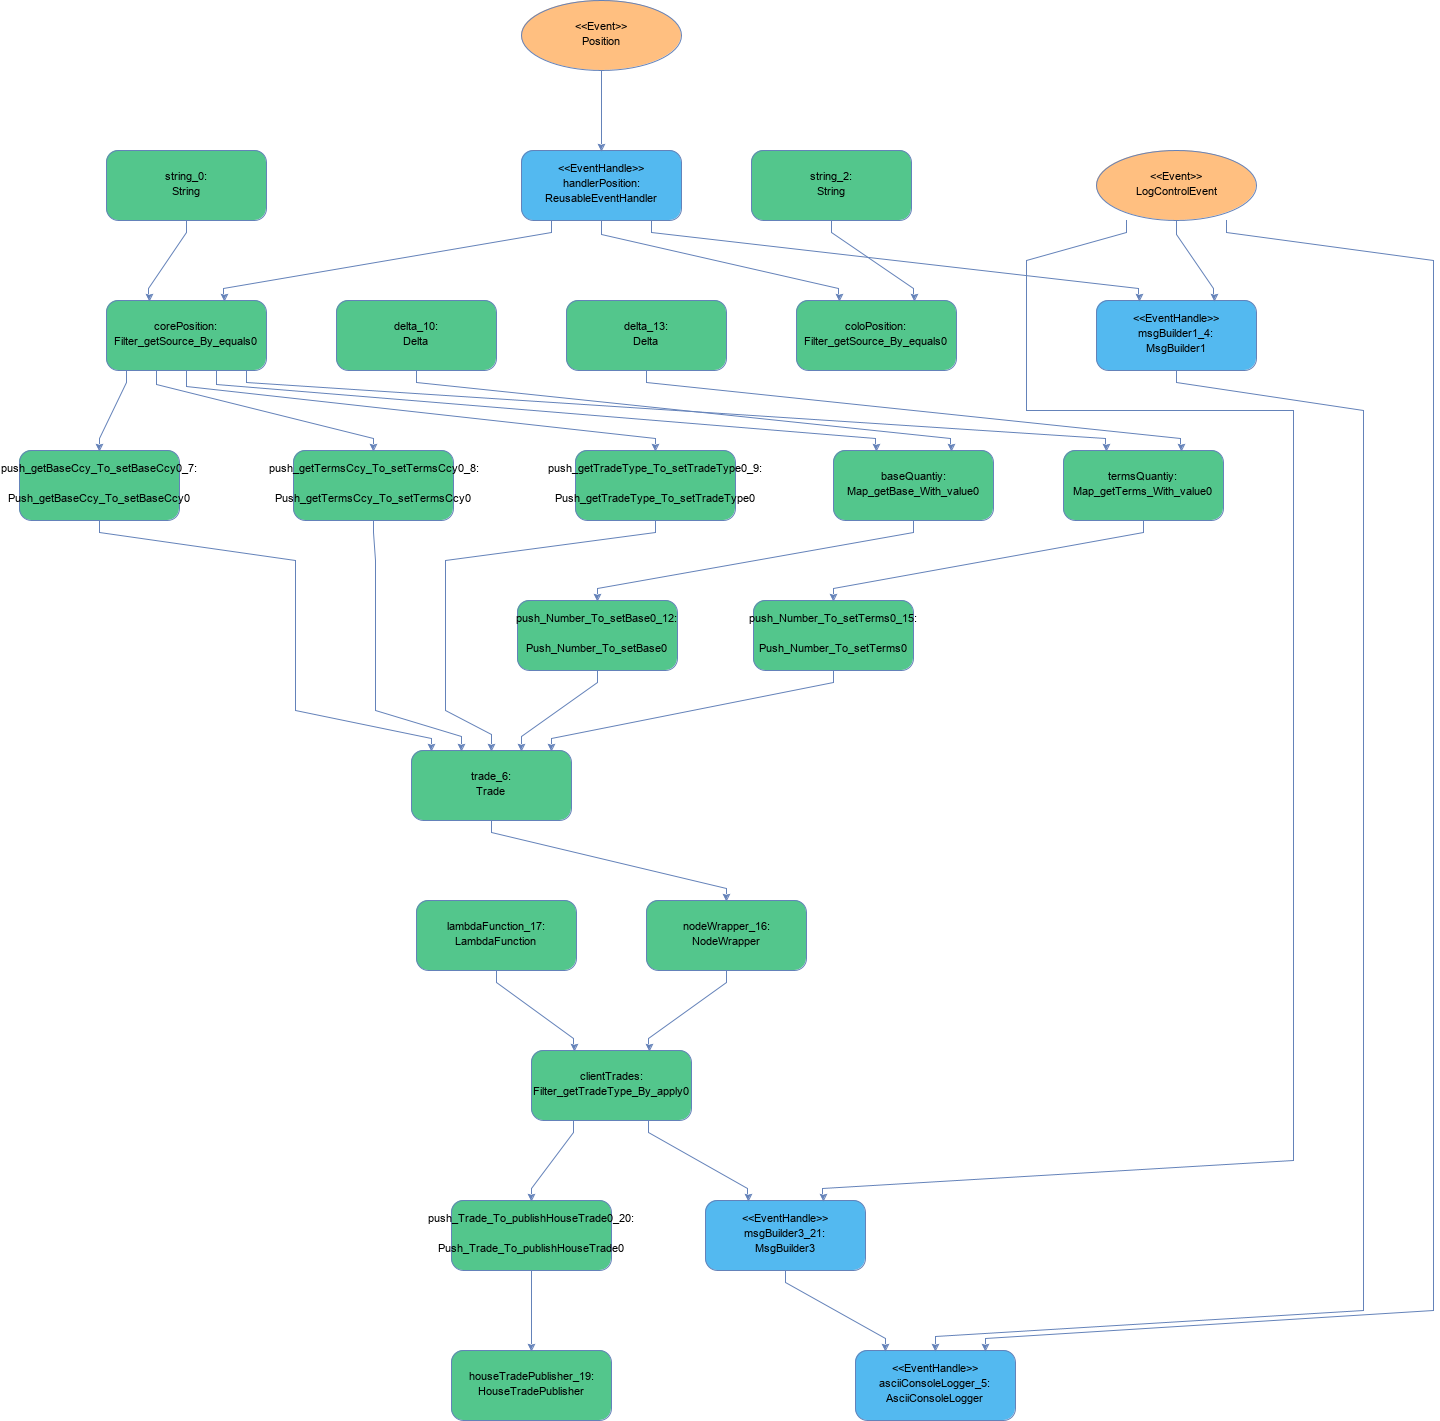 <<Event>>
Position
string_0:
String
<<EventHandle>>
handlerPosition:
ReusableEventHandler
string_2:
String
<<Event>>
LogControlEvent
corePosition:
Filter_getSource_By_equals0
delta_10:
Delta
delta_13:
Delta
coloPosition:
Filter_getSource_By_equals0
<<EventHandle>>
msgBuilder1_4:
MsgBuilder1
push_getBaseCcy_To_setBaseCcy0_7:
Push_getBaseCcy_To_setBaseCcy0
push_getTermsCcy_To_setTermsCcy0_8:
Push_getTermsCcy_To_setTermsCcy0
push_getTradeType_To_setTradeType0_9:
Push_getTradeType_To_setTradeType0
baseQuantiy:
Map_getBase_With_value0
termsQuantiy:
Map_getTerms_With_value0
push_Number_To_setBase0_12:
Push_Number_To_setBase0
push_Number_To_setTerms0_15:
Push_Number_To_setTerms0
trade_6:
Trade
lambdaFunction_17:
LambdaFunction
nodeWrapper_16:
NodeWrapper
clientTrades:
Filter_getTradeType_By_apply0
push_Trade_To_publishHouseTrade0_20:
Push_Trade_To_publishHouseTrade0
<<EventHandle>>
msgBuilder3_21:
MsgBuilder3
houseTradePublisher_19:
HouseTradePublisher
<<EventHandle>>
asciiConsoleLogger_5:
AsciiConsoleLogger